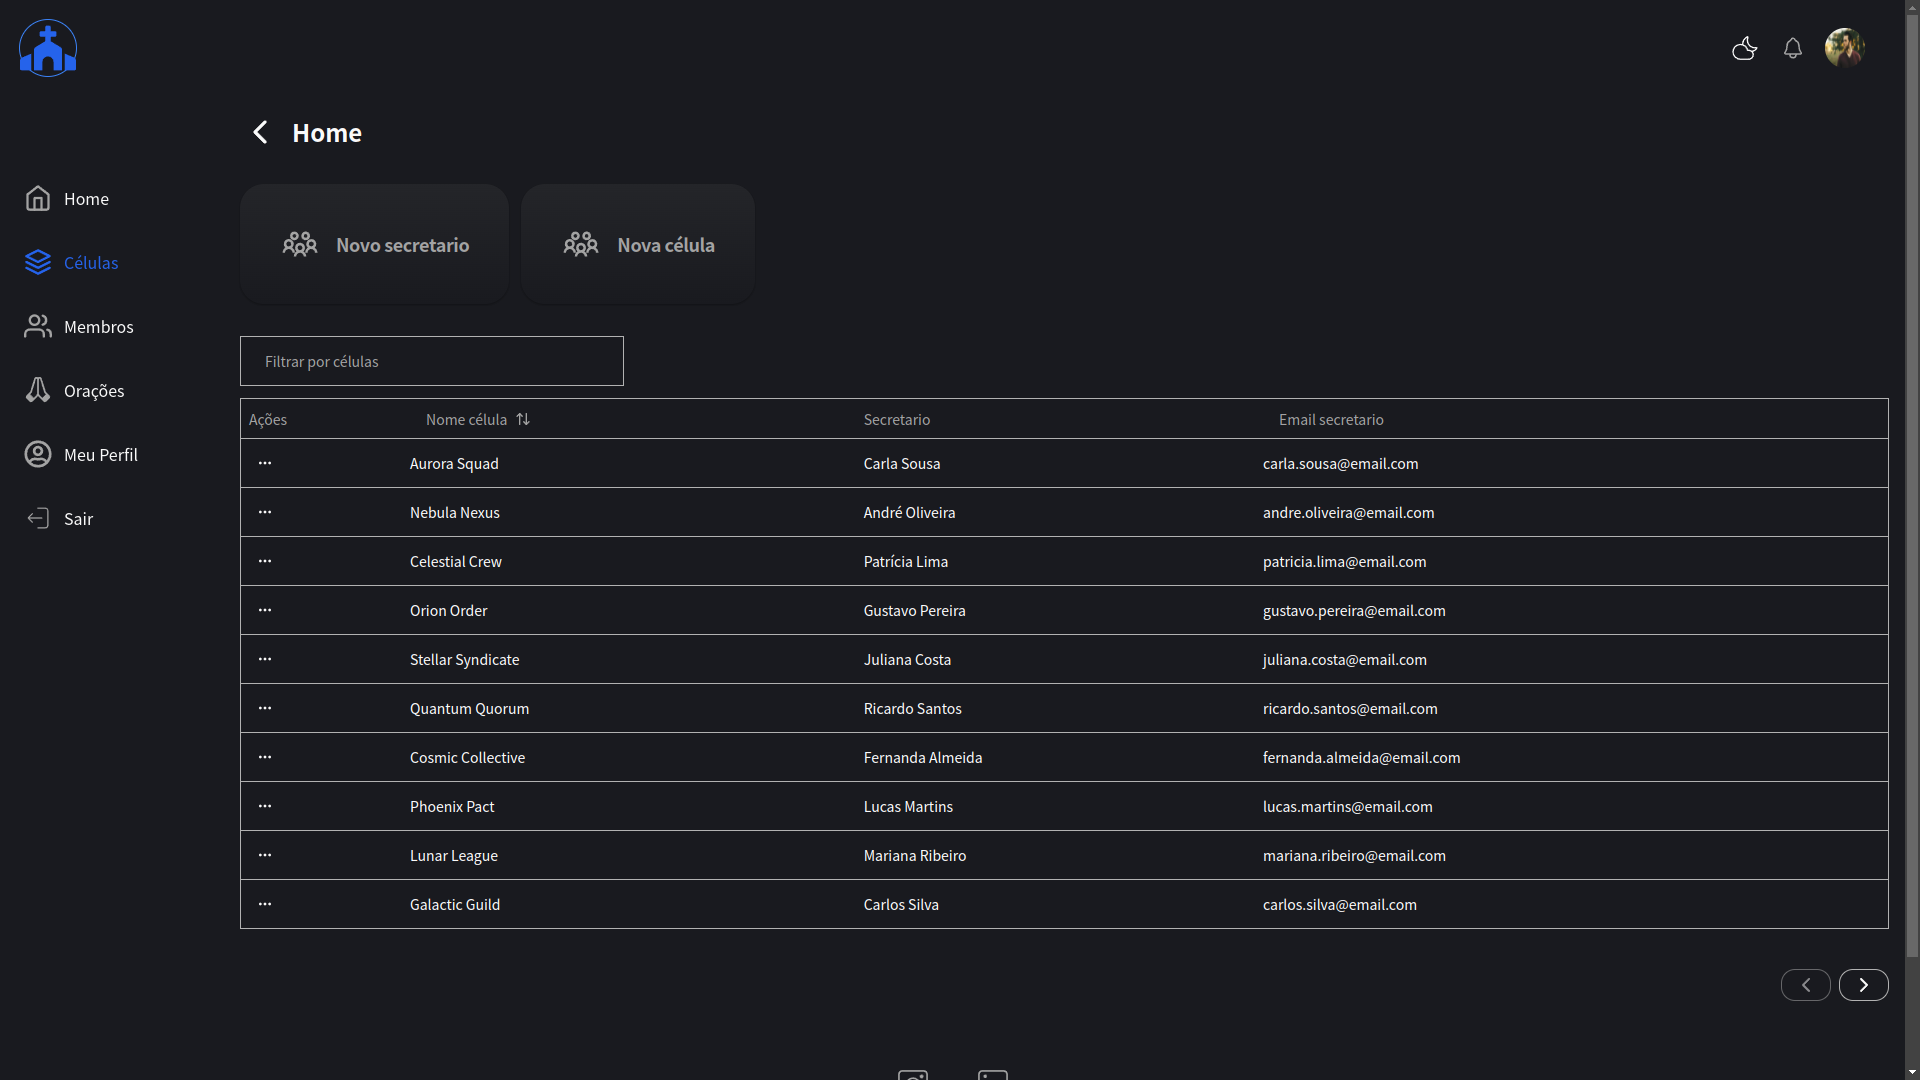 Home
Home
Células
Membros
Orações
Meu Perfil
Sair
Novo secretario
Nova célula
Filtrar por células
Ações Nome célula Secretario Email secretario
Aurora Squad Carla Sousa carla.sousa@email.com
Nebula Nexus André Oliveira andre.oliveira@email.com
Celestial Crew Patrícia Lima patricia.lima@email.com
Orion Order Gustavo Pereira gustavo.pereira@email.com
Stellar Syndicate Juliana Costa juliana.costa@email.com
Quantum Quorum Ricardo Santos ricardo.santos@email.com
Cosmic Collective Fernanda Almeida fernanda.almeida@email.com
Phoenix Pact Lucas Martins lucas.martins@email.com
Lunar League Mariana Ribeiro mariana.ribeiro@email.com
Galactic Guild Carlos Silva carlos.silva@email.com